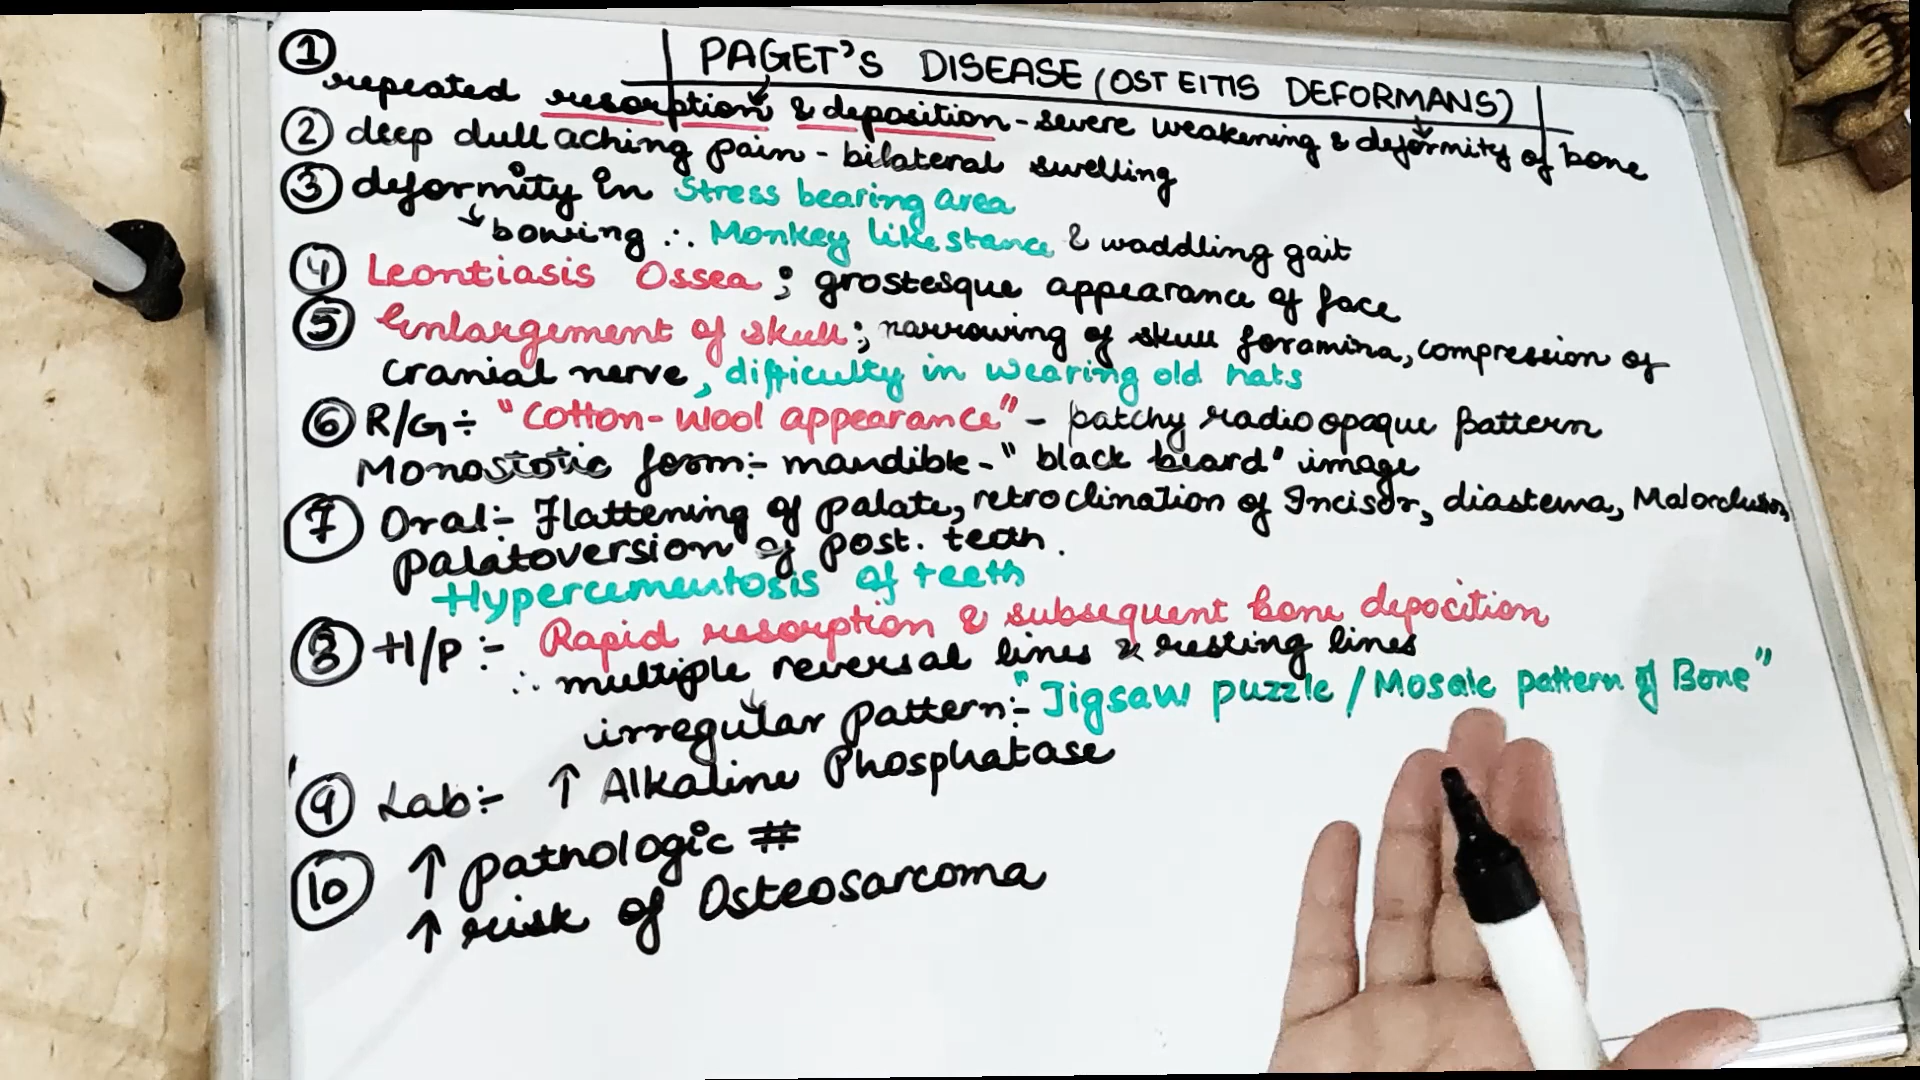 PAGET'S DISEASE (OSTEITIS DEFORMANS)
① repeated resorption & deposition - severe weakening & deformity of bone
② deep dull aching pain - bilateral swelling
③ deformity in Stress bearing area
↳ bowing ∴ Monkey like stance & waddling gait
④ Leontiasis Ossea ; grostesque appearance of face
⑤ Enlargement of skull ; narrowing of skull foramina, compression of
cranial nerve, difficulty in wearing old hats
⑥ R/G :- "Cotton-Wool appearance" - patchy radioopaque pattern
Monostotic form :- mandible - "black beard" image
⑦ Oral :- Flattening of palate, retroclination of Incisor, diastema, Malocclusion,
palatoversion of post. teeth.
Hypercementosis of teeth
⑧ H/P :- Rapid resorption & subsequent bone deposition
∴ multiple reversal lines & resting lines
irregular pattern :- "Jigsaw puzzle / Mosaic pattern of Bone"
⑨ Lab :- ↑ Alkaline Phosphatase
⑩ ↑ pathologic #
↑ risk of Osteosarcoma